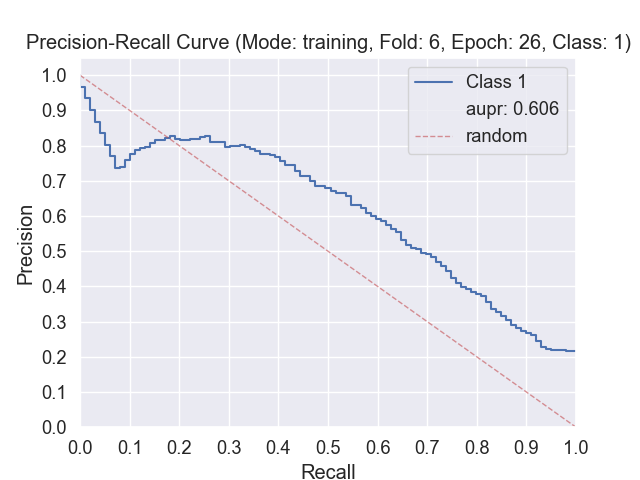 Precision-Recall Curve (Mode: training, Fold: 6, Epoch: 26, Class: 1)
1.0
0.9
0.8
0.7
0.6
0.5
0.4
0.3
0.2
0.1
0.0
Precision
Class 1
aupr: 0.606
random
0.0 0.1 0.2 0.3 0.4 0.5 0.6 0.7 0.8 0.9 1.0
Recall